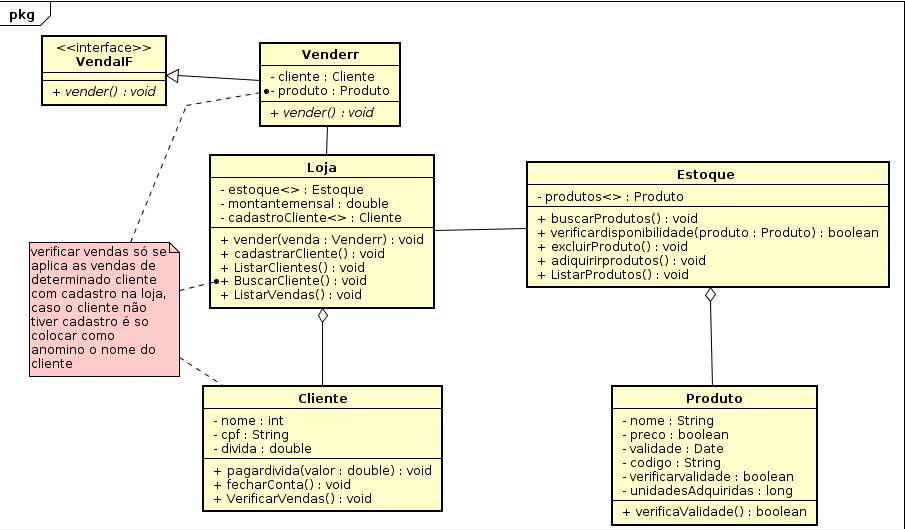 pkg
<<interface>>
VendaIF
+ vender() : void
Venderr
- cliente : Cliente
- produto : Produto
+ vender() : void
Loja
- estoque<> : Estoque
- montantemensal : double
- cadastroCliente<> : Cliente
+ vender(venda : Venderr) : void
+ cadastrarCliente() : void
+ ListarClientes() : void
+ BuscarCliente() : void
+ ListarVendas() : void
Estoque
- produtos<> : Produto
+ buscarProdutos() : void
+ verificardisponibilidade(produto : Produto) : boolean
+ excluirProduto() : void
+ adiquirirprodutos() : void
+ ListarProdutos() : void
verificar vendas só se
aplica as vendas de
determinado cliente
com cadastro na loja,
caso o cliente não
tiver cadastro é so
colocar como
anomino o nome do
cliente
Cliente
- nome : int
- cpf : String
- divida : double
+ pagardivida(valor : double) : void
+ fecharConta() : void
+ VerificarVendas() : void
Produto
- nome : String
- preco : boolean
- validade : Date
- codigo : String
- verificarvalidade : boolean
- unidadesAdquiridas : long
+ verificaValidade() : boolean